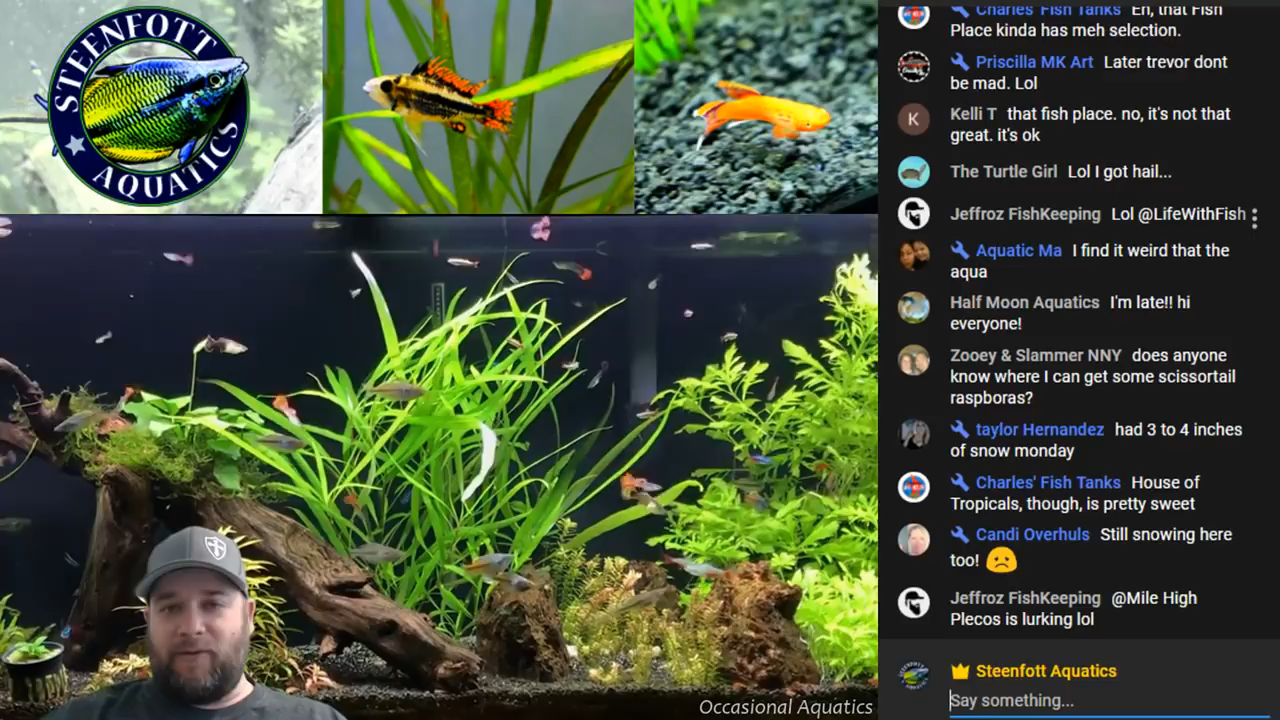 STEENFOTT
AQUATICS
Occasional Aquatics
Charles' Fish Tanks Eh, that Fish
Place kinda has meh selection.
Priscilla MK Art Later trevor dont
be mad. Lol
Kelli T that fish place. no, it's not that
great. it's ok
The Turtle Girl Lol I got hail...
Jeffroz FishKeeping Lol @LifeWithFish
Aquatic Ma I find it weird that the
aqua
Half Moon Aquatics I'm late!! hi
everyone!
Zooey & Slammer NNY does anyone
know where I can get some scissortail
raspboras?
taylor Hernandez had 3 to 4 inches
of snow monday
Charles' Fish Tanks House of
Tropicals, though, is pretty sweet
Candi Overhuls Still snowing here
too!
Jeffroz FishKeeping @Mile High
Plecos is lurking lol
Steenfott Aquatics
Say something...